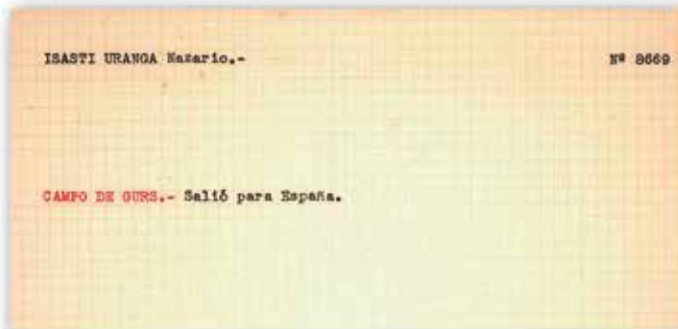 ISASTI URANGA Nazario.- Nº 8669
CAMPO DE GURS.- Salió para España.